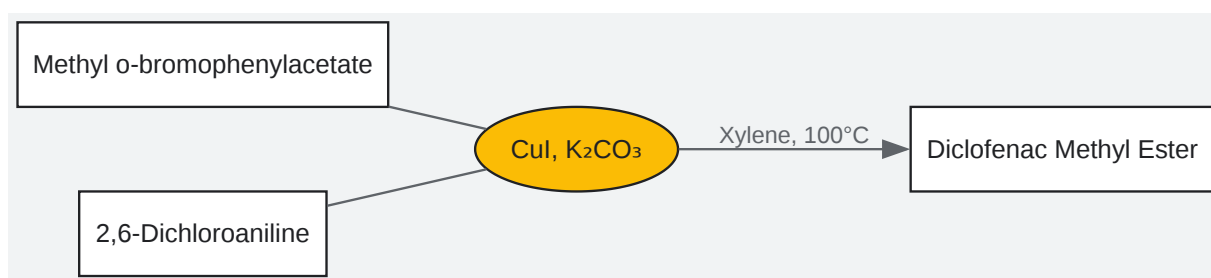 Methyl o-bromophenylacetate
CuI, K₂CO₃
Xylene, 100°C
Diclofenac Methyl Ester
2,6-Dichloroaniline